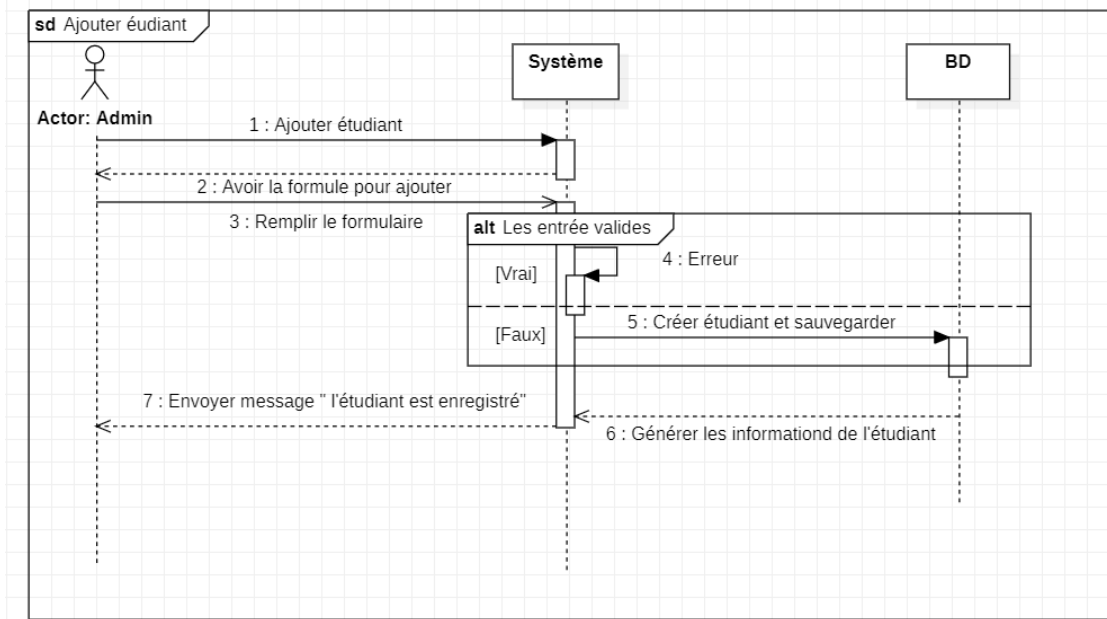 sd Ajouter éudiant
Système
BD
Actor: Admin
1 : Ajouter étudiant
2 : Avoir la formule pour ajouter
3 : Remplir le formulaire
alt Les entrée valides
4 : Erreur
[Vrai]
5 : Créer étudiant et sauvegarder
[Faux]
7 : Envoyer message " l'étudiant est enregistré"
6 : Générer les informationd de l'étudiant